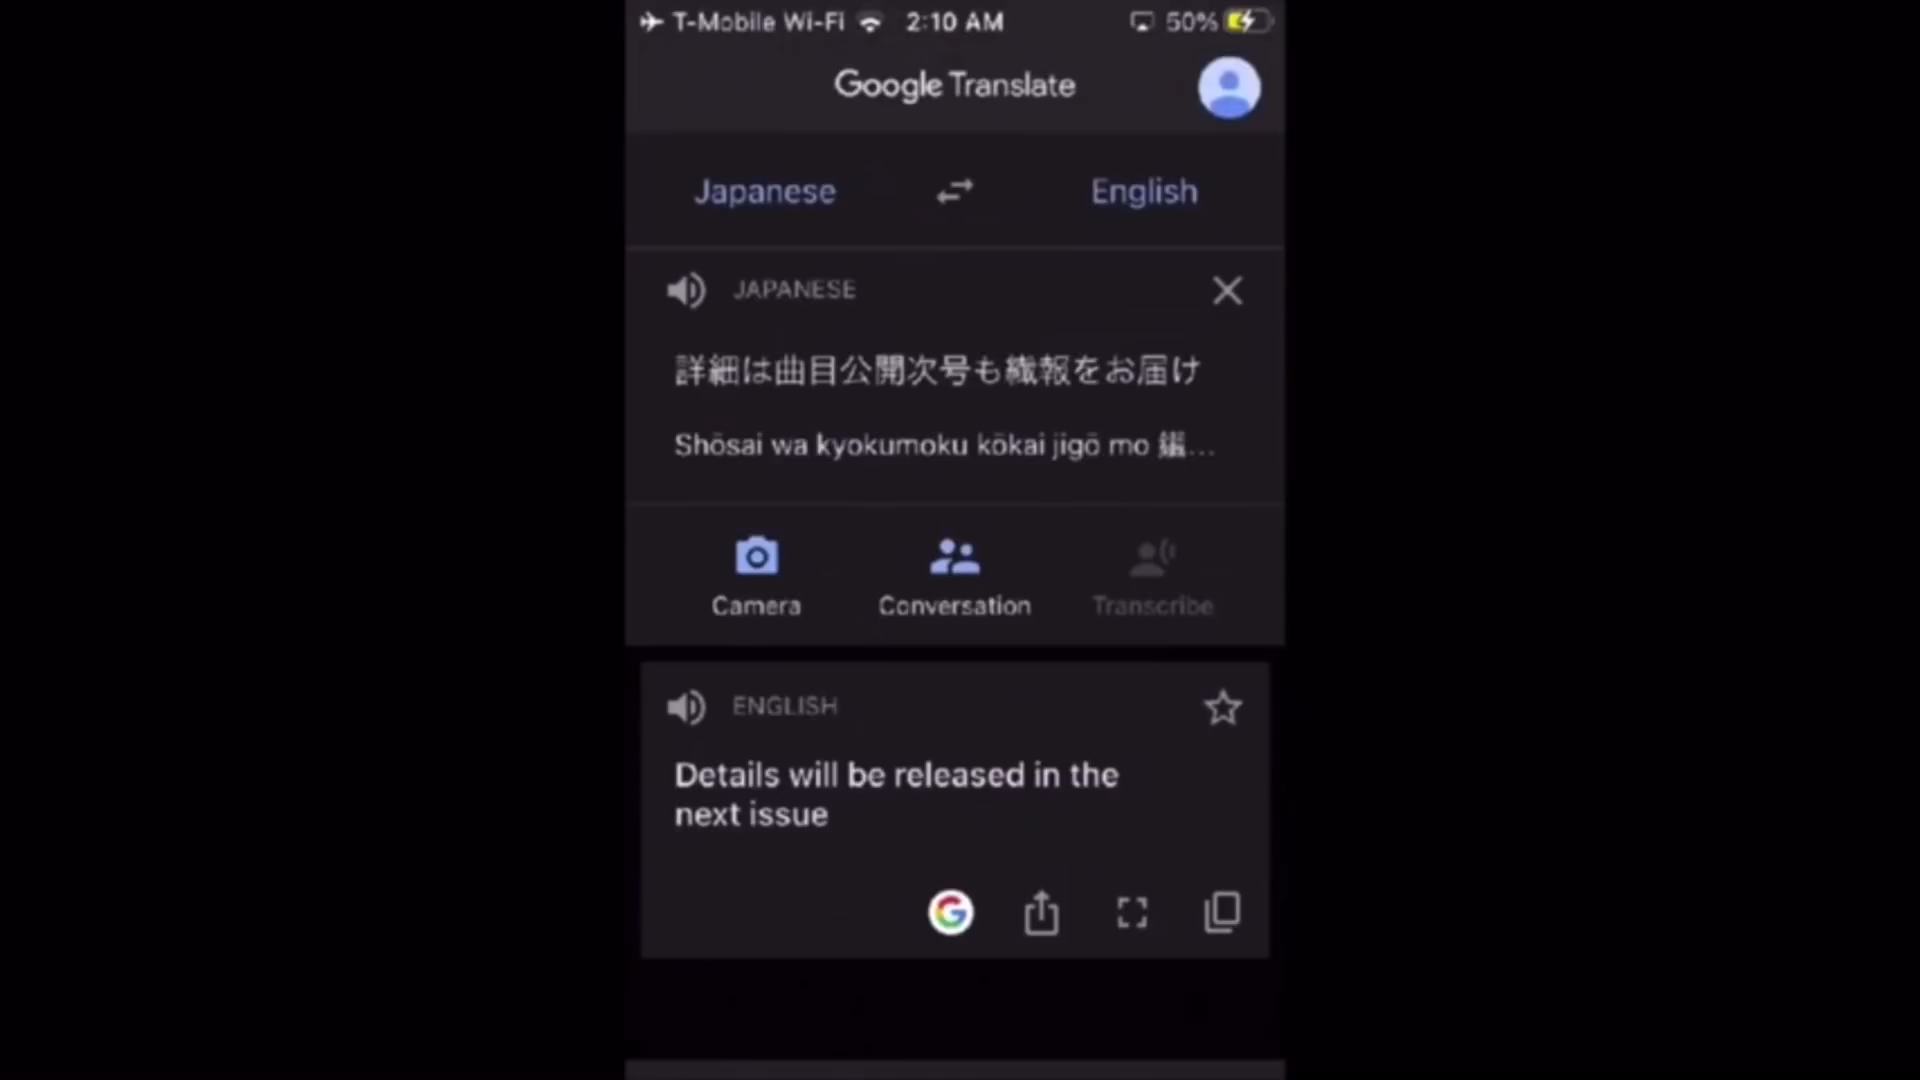 T-Mobile Wi-Fi 2:10 AM 50%
Google Translate
Japanese English
JAPANESE
詳細は曲目公開次号も繊報をお届け
Shōsai wa kyokumoku kōkai jigō mo
Camera Conversation Transcribe
ENGLISH
Details will be released in the
next issue